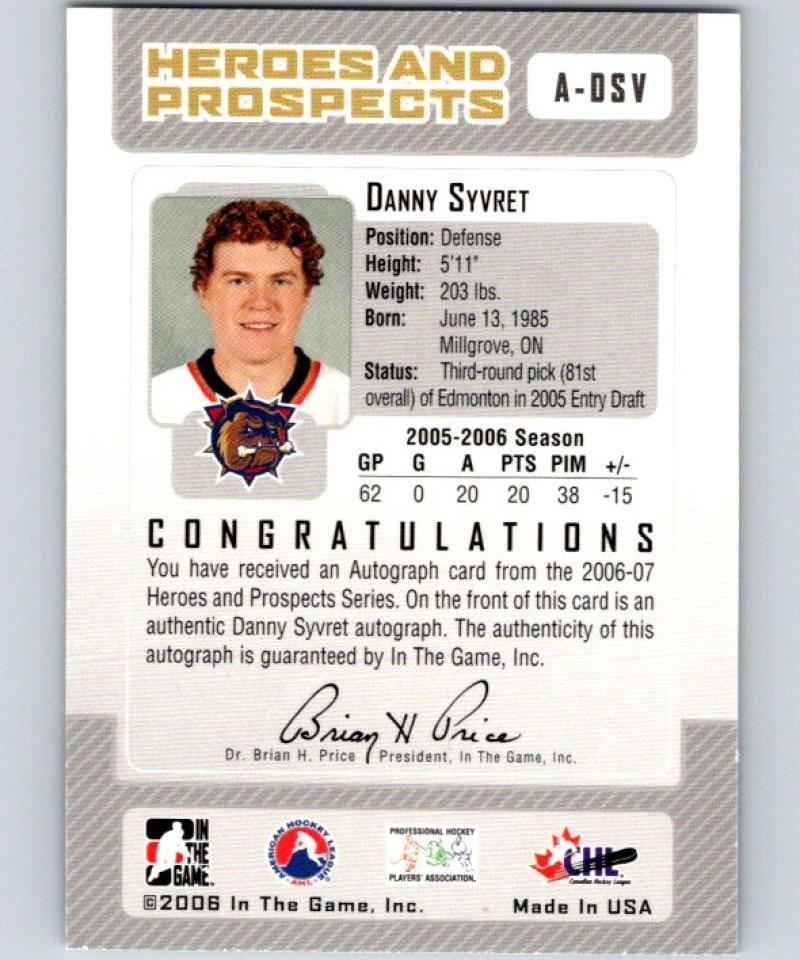 HEROES AND
PROSPECTS
A-DSV
DANNY SYVRET
Position: Defense
Height: 5'11"
Weight: 203 lbs.
Born: June 13, 1985
Millgrove, ON
Status: Third-round pick (81st
overall) of Edmonton in 2005 Entry Draft
2005-2006 Season
GP G A PTS PIM +/-
62 0 20 20 38 -15
CONGRATULATIONS
You have received an Autograph card from the 2006-07
Heroes and Prospects Series. On the front of this card is an
authentic Danny Syvret autograph. The authenticity of this
autograph is guaranteed by In The Game, Inc.
Brian H Price
Dr. Brian H. Price President, In The Game, Inc.
IN
THE
GAME
AMERICAN HOCKEY LEAGUE
AHL
PROFESSIONAL HOCKEY
PLAYERS' ASSOCIATION.
CHL
Canadian Hockey League
©2006 In The Game, Inc. Made In USA